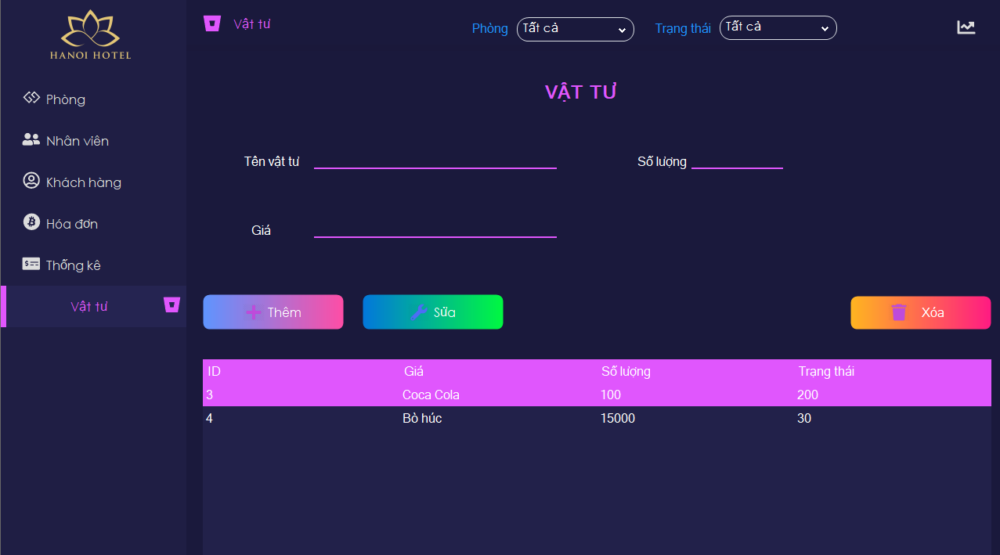 HANOI HOTEL
Phòng
Nhân viên
Khách hàng
Hóa đơn
Thống kê
Vật tư
Vật tư
Phòng Tất cả Trạng thái Tất cả
VẬT TƯ
Tên vật tư Số lượng
Giá
Thêm Sửa Xóa
ID Giá Số lượng Trạng thái
3 Coca Cola 100 200
4 Bò húc 15000 30